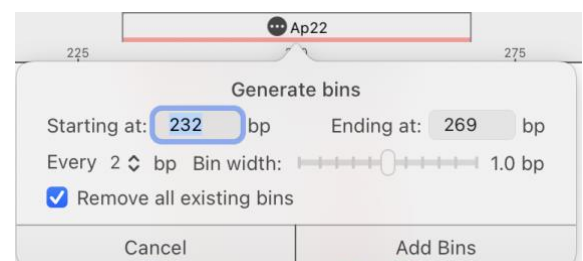 Ap22
225 275
Generate bins
Starting at: 232 bp Ending at: 269 bp
Every 2 bp Bin width: 1.0 bp
Remove all existing bins
Cancel Add Bins